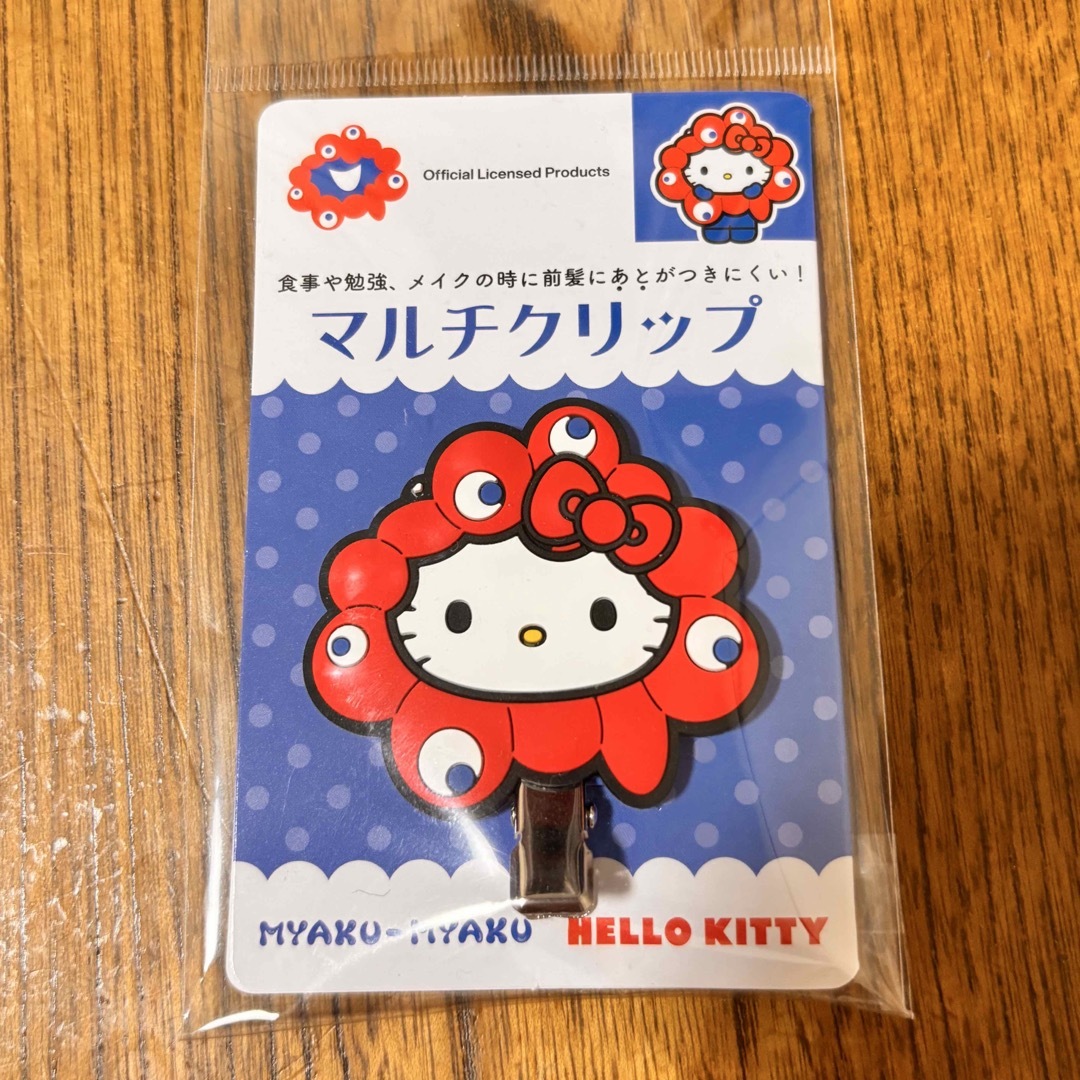 Official Licensed Products
食事や勉強、メイクの時に前髪にあとがつきにくい!
マルチクリップ
MYAKU-MYAKU HELLO KITTY